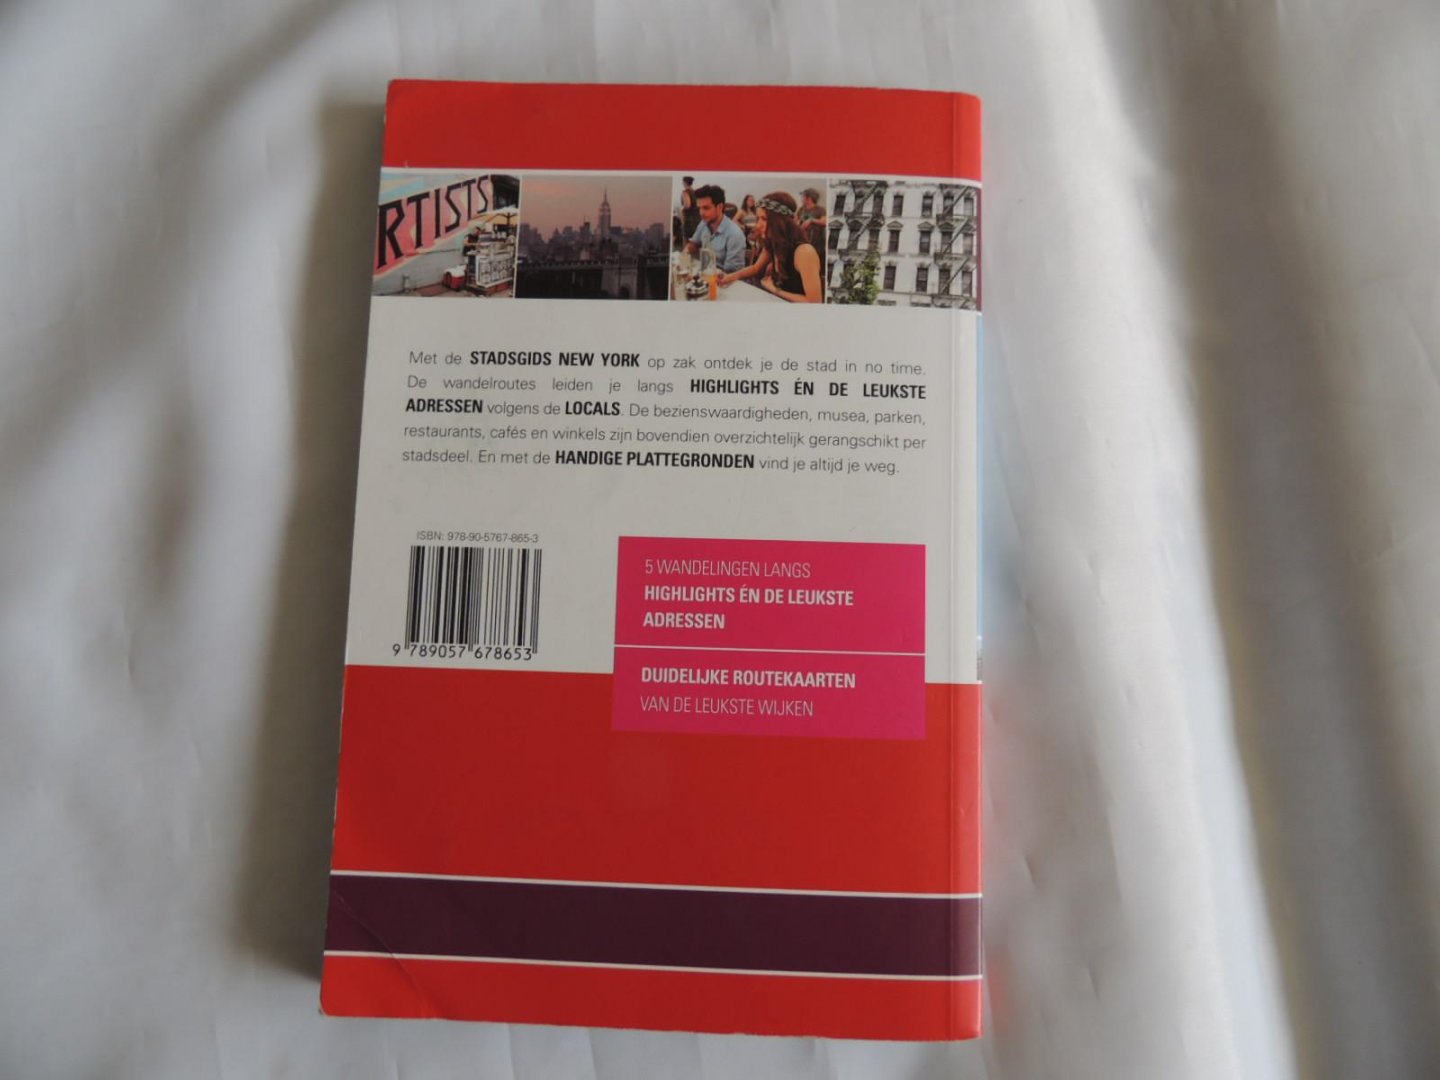 RTISTS
Met de STADSGIDS NEW YORK op zak ontdek je de stad in no time.
De wandelroutes leiden je langs HIGHLIGHTS ÉN DE LEUKSTE
ADRESSEN volgens de LOCALS. De bezienswaardigheden, musea, parken,
restaurants, cafés en winkels zijn bovendien overzichtelijk gerangschikt per
stadsdeel. En met de HANDIGE PLATTEGRONDEN vind je altijd je weg.
ISBN: 978-90-5767-865-3
9 789057 678653
5 WANDELINGEN LANGS
HIGHLIGHTS ÉN DE LEUKSTE
ADRESSEN
DUIDELIJKE ROUTEKAARTEN
VAN DE LEUKSTE WIJKEN